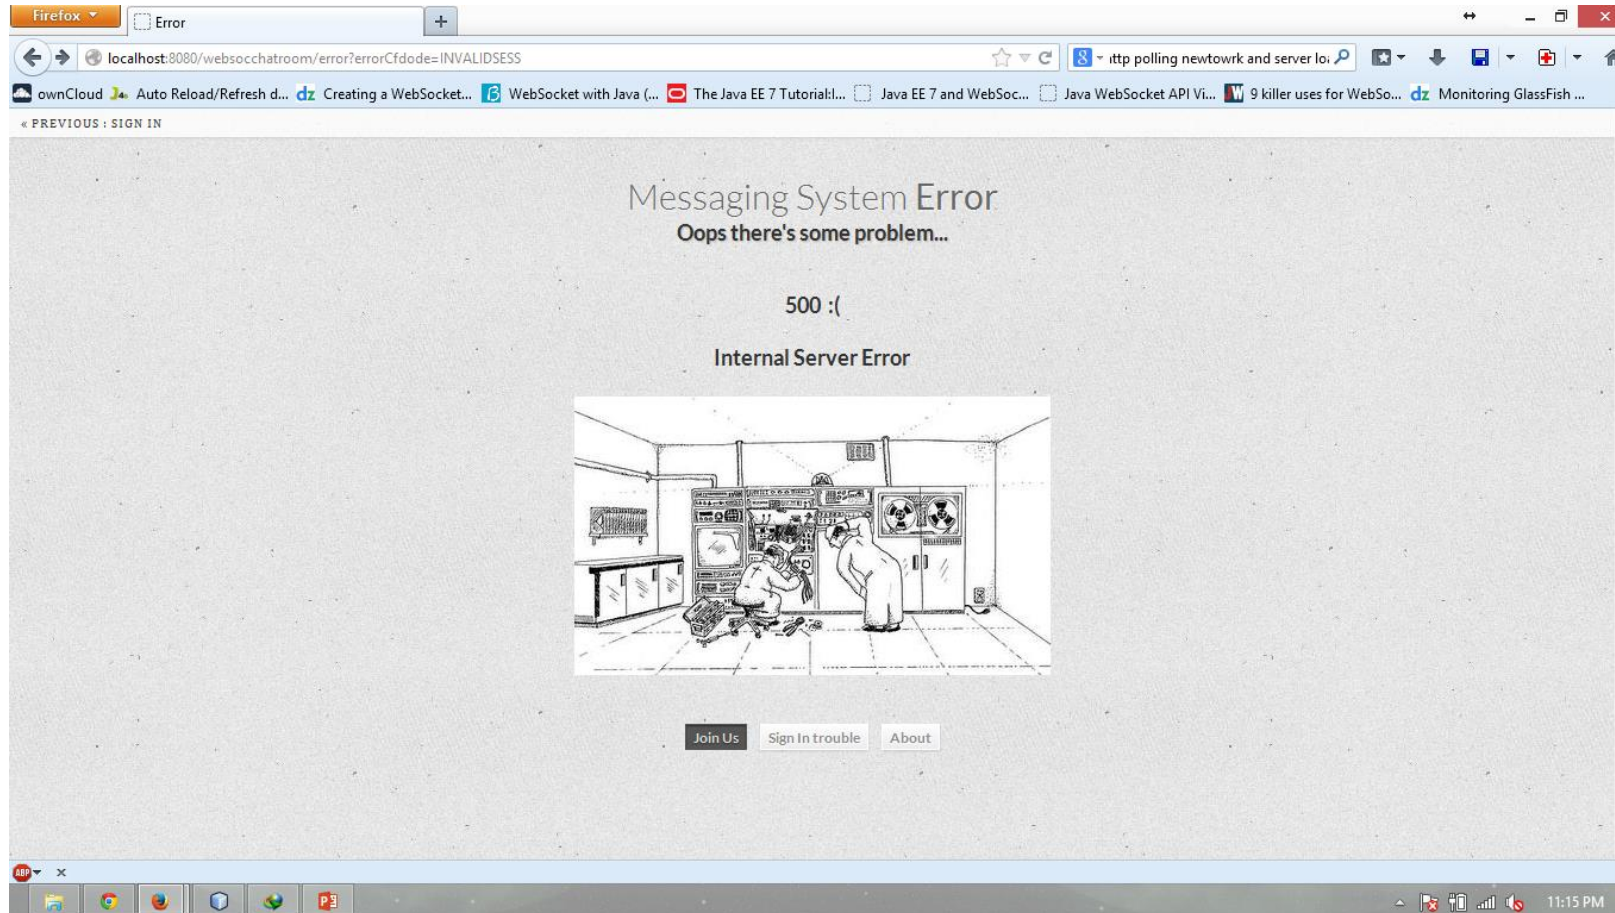 Firefox
Error
localhost:8080/websocchatroom/error?errorCfdode=INVALIDSESS
ttp polling newtowrk and server loa
ownCloud
Auto Reload/Refresh d...
Creating a WebSocket...
WebSocket with Java (...
The Java EE 7 Tutorial:I...
Java EE 7 and WebSoc...
Java WebSocket API Vi...
9 killer uses for WebSo...
Monitoring GlassFish ...
« PREVIOUS : SIGN IN
Messaging System Error
Oops there's some problem...
500 :(
Internal Server Error
Join Us
Sign In trouble
About
ABP
11:15 PM